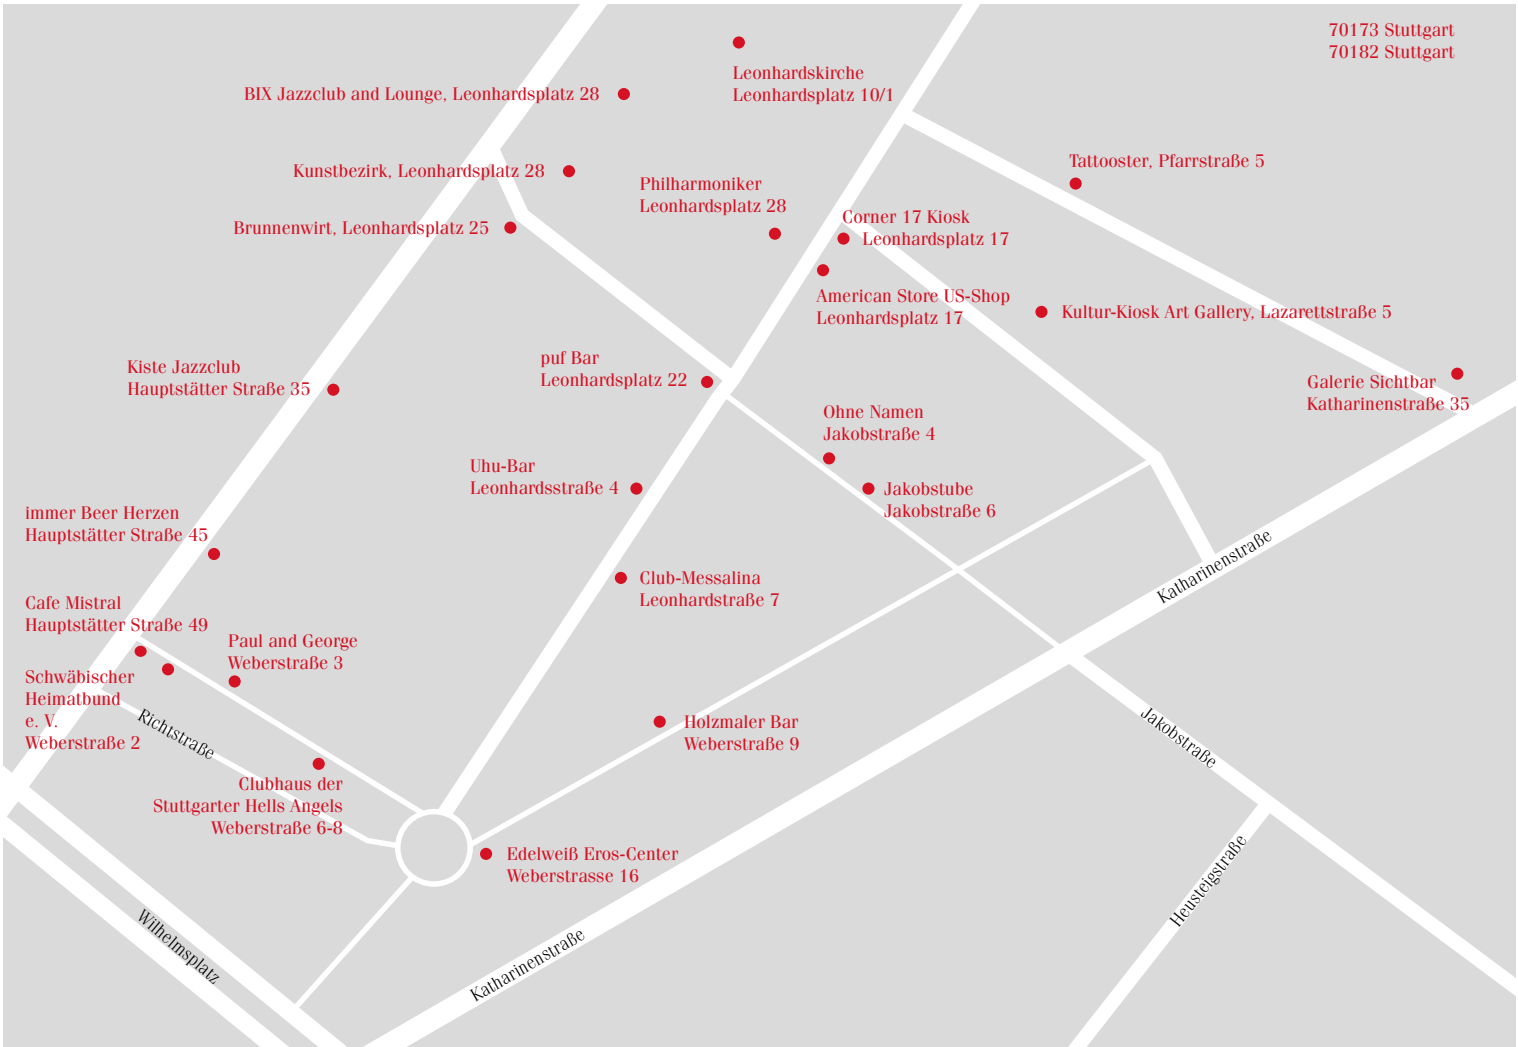 70173 Stuttgart
70182 Stuttgart
Leonhardskirche
Leonhardsplatz 10/1
BIX Jazzclub and Lounge, Leonhardsplatz 28
Kunstbezirk, Leonhardsplatz 28
Tattooster, Pfarrstraße 5
Philharmoniker
Leonhardsplatz 28
Corner 17 Kiosk
Leonhardsplatz 17
Brunnenwirt, Leonhardsplatz 25
American Store US-Shop
Leonhardsplatz 17
Kultur-Kiosk Art Gallery, Lazarettstraße 5
Kiste Jazzclub
Hauptstätter Straße 35
puf Bar
Leonhardsplatz 22
Galerie Sichtbar
Katharinenstraße 35
Ohne Namen
Jakobstraße 4
Uhu-Bar
Leonhardsstraße 4
Jakobstube
Jakobstraße 6
immer Beer Herzen
Hauptstätter Straße 45
Katharinenstraße
Club-Messalina
Leonhardstraße 7
Cafe Mistral
Hauptstätter Straße 49
Paul and George
Weberstraße 3
Schwäbischer
Heimatbund
e. V.
Weberstraße 2
Richtstraße
Holzmaler Bar
Weberstraße 9
Jakobstraße
Clubhaus der
Stuttgarter Hells Angels
Weberstraße 6-8
Edelweiß Eros-Center
Weberstrasse 16
Heusteigstraße
Wilhelmsplatz
Katharinenstraße